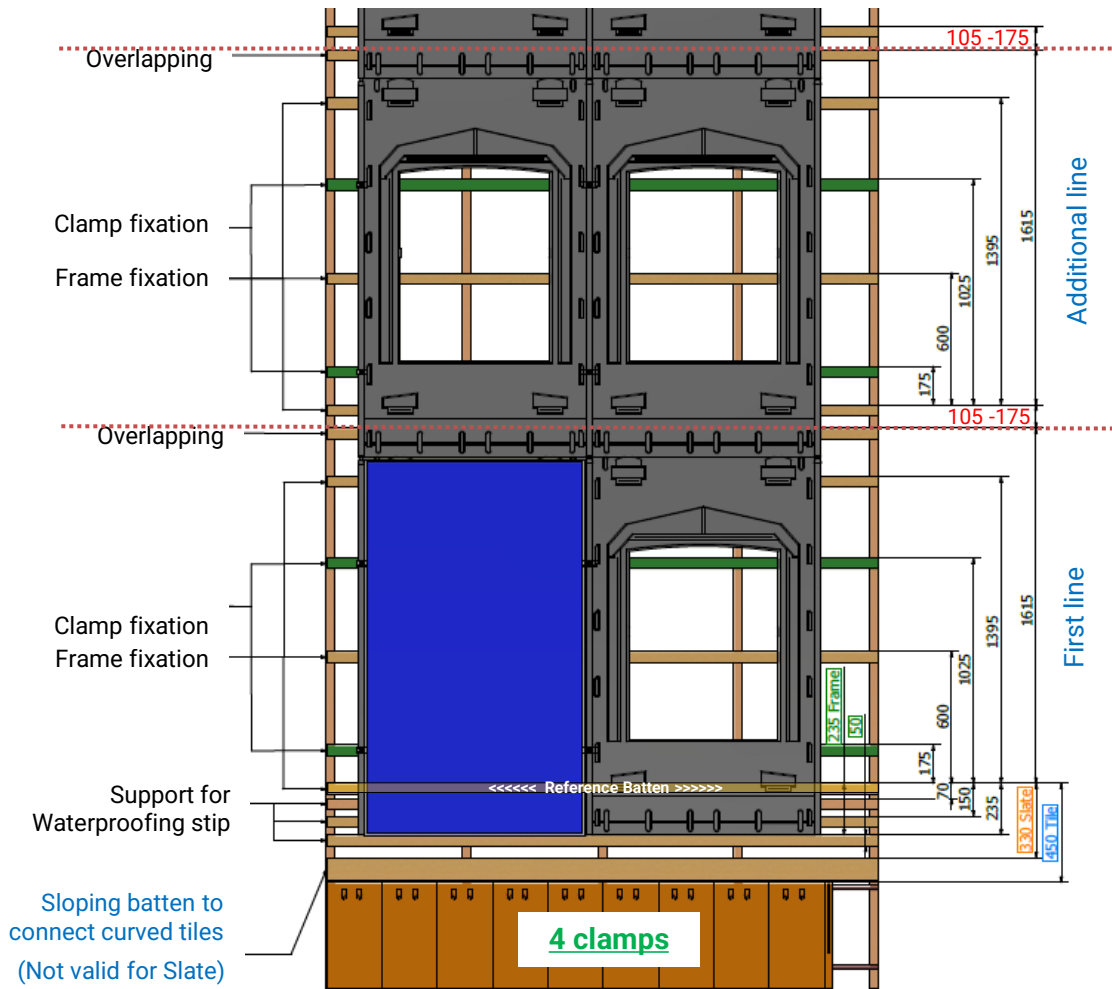 105 -175
Overlapping
Clamp fixation
Frame fixation
1395
1615
1025
600
175
Additional line
105 -175
Overlapping
Clamp fixation
Frame fixation
1395
1615
1025
600
175
First line
235 Frame
50
<<<<<< Reference Batten >>>>>>
Support for
Waterproofing stip
70
150
235
330 Slate
450 Tile
Sloping batten to
connect curved tiles
(Not valid for Slate)
4 clamps